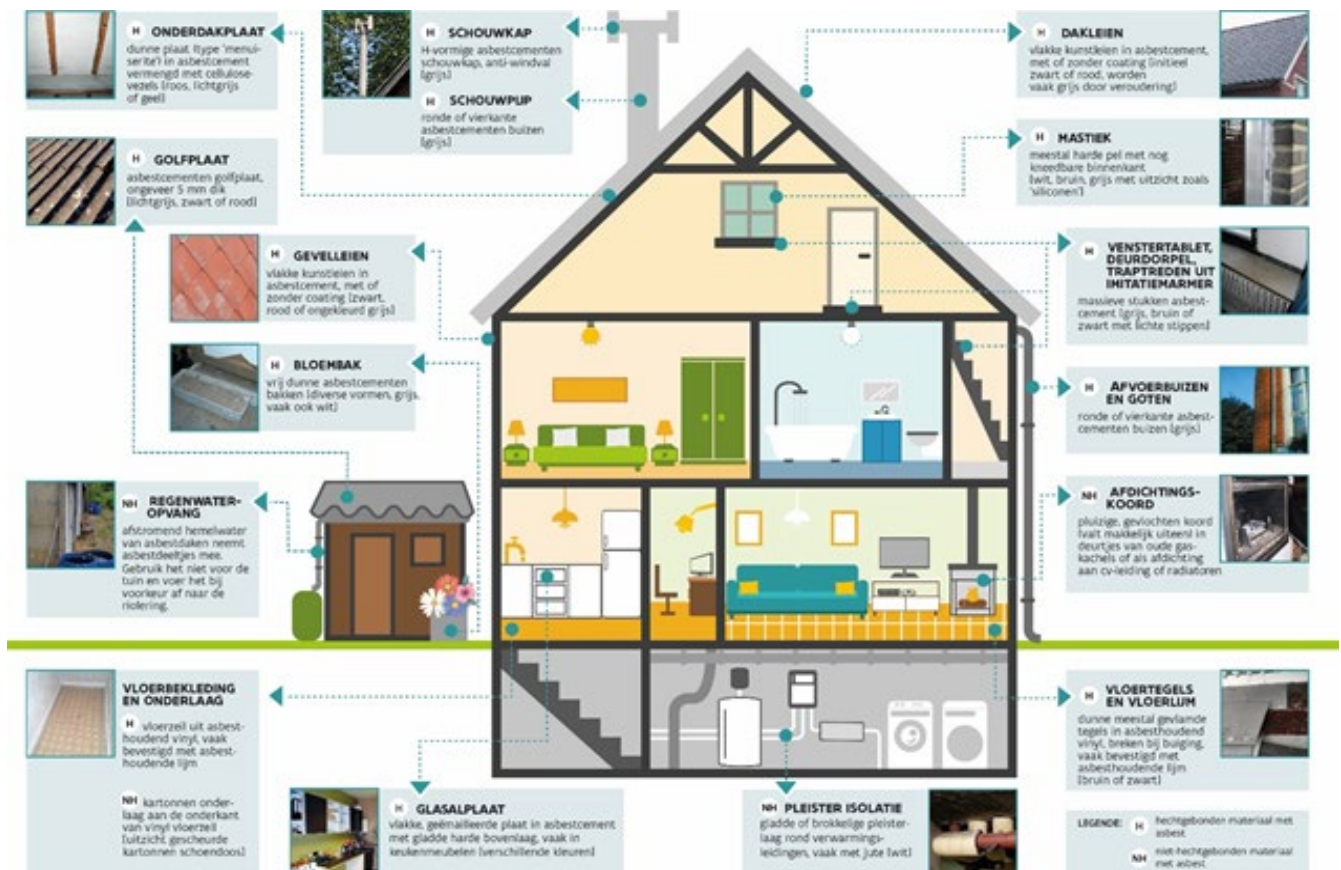 H ONDERDAKPLAAT
dunne plaat (type 'menui-
serite') in asbestcement
vermengd met cellulose-
vezels [roos, lichtgrijs
of geel]
H SCHOUWKAP
H-vormige asbestcementen
schouwkap, anti-windval
[grijs]
H SCHOUWPIJP
ronde of vierkante
asbestcementen buizen
[grijs]
H DAKLEIEN
vlakke kunstleien in asbestcement,
met of zonder coating [initieel
zwart of rood, worden
vaak grijs door veroudering]
H GOLFPLAAT
asbestcementen golfplaat,
ongeveer 5 mm dik
[lichtgrijs, zwart of rood]
H MASTIEK
meestal harde pel met nog
kneedbare binnenkant
[wit, bruin, grijs met uitzicht zoals
'siliconen']
H GEVELLEIEN
vlakke kunstleien in
asbestcement, met of
zonder coating [zwart,
rood of ongekleurd grijs]
H VENSTERTABLET,
DEURDORPEL,
TRAPTREDEN UIT
IMITATIEMARMER
massieve stukken asbest-
cement [grijs, bruin of
zwart met lichte stippen]
H BLOEMBAK
vrij dunne asbestcementen
bakken [diverse vormen, grijs,
vaak ook wit]
H AFVOERBUIZEN
EN GOTEN
ronde of vierkante asbest-
cementen buizen [grijs]
NH REGENWATER-
OPVANG
afstromend hemelwater
van asbestdaken neemt
asbestdeeltjes mee.
Gebruik het niet voor de
tuin en voer het bij
voorkeur af naar de
riolering.
NH AFDICHTINGS-
KOORD
pluizige, gevlochten koord
(valt makkelijk uiteen) in
deurtjes van oude gas-
kachels of als afdichting
aan cv-leiding of radiatoren
VLOERBEKLEDING
EN ONDERLAAG
H vloerzeil uit asbest-
houdend vinyl, vaak
bevestigd met asbest-
houdende lijm
NH kartonnen onder-
laag aan de onderkant
van vinyl vloerzeil
[uitzicht gescheurde
kartonnen schoendoos]
H GLASALPLAAT
vlakke, geëmailleerde plaat in asbestcement
met gladde harde bovenlaag, vaak in
keukenmeubelen [verschillende kleuren]
NH PLEISTER ISOLATIE
gladde of brokkelige pleister-
laag rond verwarmings-
leidingen, vaak met jute [wit]
H VLOERTEGELS
EN VLOERLIJM
dunne meestal gevlamde
tegels in asbesthoudend
vinyl, breken bij buiging,
vaak bevestigd met
asbesthoudende lijm
[bruin of zwart]
LEGENDE: H hechtgebonden materiaal met
asbest
NH niet-hechtgebonden materiaal
met asbest